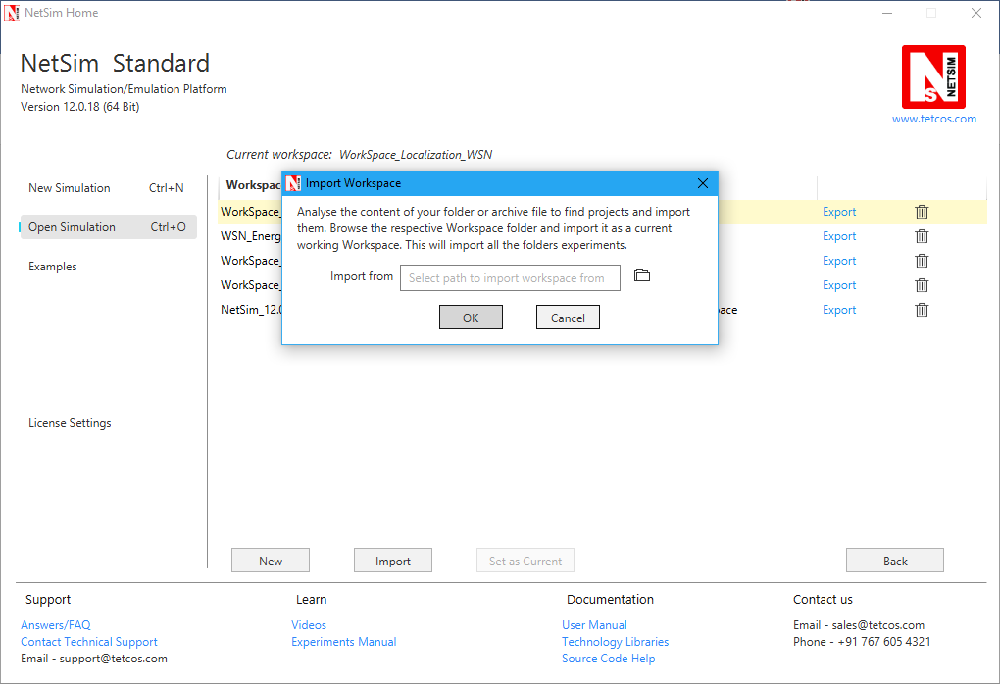 NetSim Home
NetSim Standard
Network Simulation/Emulation Platform
Version 12.0.18 (64 Bit)
NETSIM
www.tetcos.com
Current workspace: WorkSpace_Localization_WSN
New Simulation Ctrl+N
Open Simulation Ctrl+O
Examples
License Settings
Workspac
WorkSpace_ Export
WSN_Energ Export
WorkSpace_ Export
WorkSpace_ Export
NetSim_12.0 ace Export
Import Workspace
Analyse the content of your folder or archive file to find projects and import
them. Browse the respective Workspace folder and import it as a current
working Workspace. This will import all the folders experiments.
Import from Select path to import workspace from
OK Cancel
New Import Set as Current Back
Support Learn Documentation Contact us
Answers/FAQ Videos User Manual Email - sales@tetcos.com
Contact Technical Support Experiments Manual Technology Libraries Phone - +91 767 605 4321
Email - support@tetcos.com Source Code Help